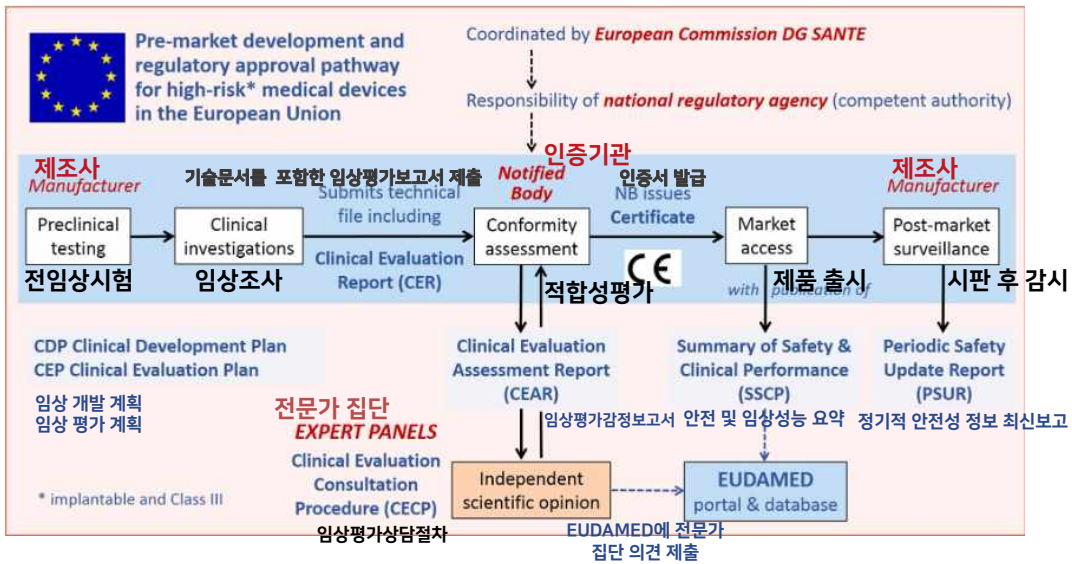 Pre-market development and
regulatory approval pathway
for high-risk* medical devices
in the European Union
Coordinated by European Commission DG SANTE
Responsibility of national regulatory agency (competent authority)
제조사
Manufacturer
기술문서를 포함한 임상평가보고서 제출
Submits technical
file including
Clinical Evaluation
Report (CER)
인증기관
Notified
Body
인증서 발급
NB issues
Certificate
CE
제조사
Manufacturer
Preclinical
testing
전임상시험
Clinical
investigations
임상조사
Conformity
assessment
적합성평가
Market
access
제품 출시
with publication of
Post-market
surveillance
시판 후 감시
CDP Clinical Development Plan
CEP Clinical Evaluation Plan
임상 개발 계획
임상 평가 계획
Clinical Evaluation
Assessment Report
(CEAR)
임상평가감정보고서
Summary of Safety &
Clinical Performance
(SSCP)
안전 및 임상성능 요약
Periodic Safety
Update Report
(PSUR)
정기적 안전성 정보 최신보고
전문가 집단
EXPERT PANELS
Clinical Evaluation
Consultation
Procedure (CECP)
임상평가상담절차
Independent
scientific opinion
EUDAMED
portal & database
EUDAMED에 전문가
집단 의견 제출
* implantable and Class III